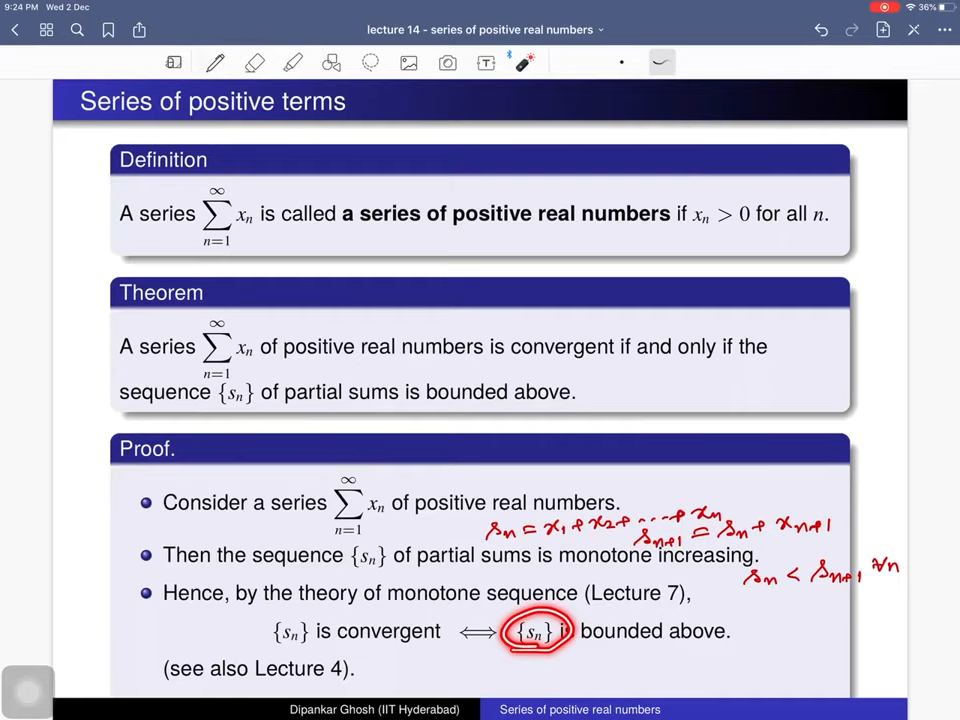 9:24 PM Wed 2 Dec
36%
lecture 14 - series of positive real numbers
T
Series of positive terms
Definition
A series ∑_{n=1}^{∞} x_n is called a series of positive real numbers if x_n > 0 for all n.
Theorem
A series ∑_{n=1}^{∞} x_n of positive real numbers is convergent if and only if the
sequence {s_n} of partial sums is bounded above.
Proof.
Consider a series ∑_{n=1}^{∞} x_n of positive real numbers.
s_n = x_1 + x_2 + ... + x_n
s_{n+1} = s_n + x_{n+1}
Then the sequence {s_n} of partial sums is monotone increasing.
s_n < s_{n+1} ∀n
Hence, by the theory of monotone sequence (Lecture 7),
{s_n} is convergent ⟺ {s_n} is bounded above.
(see also Lecture 4).
Dipankar Ghosh (IIT Hyderabad) Series of positive real numbers